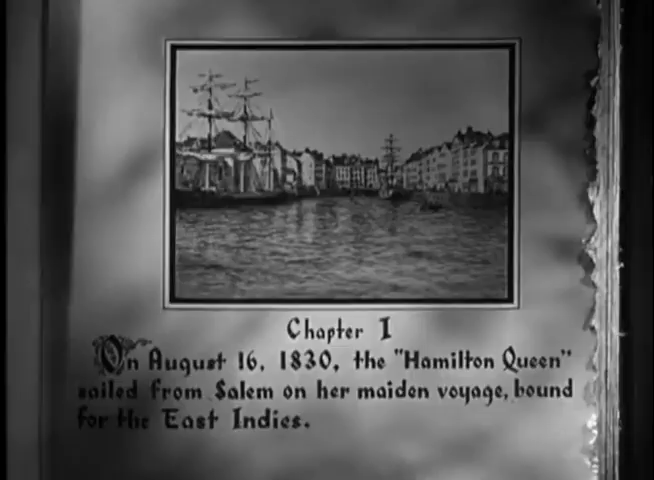 Chapter I
On August 16, 1830, the "Hamilton Queen"
sailed from Salem on her maiden voyage, bound
for the East Indies.